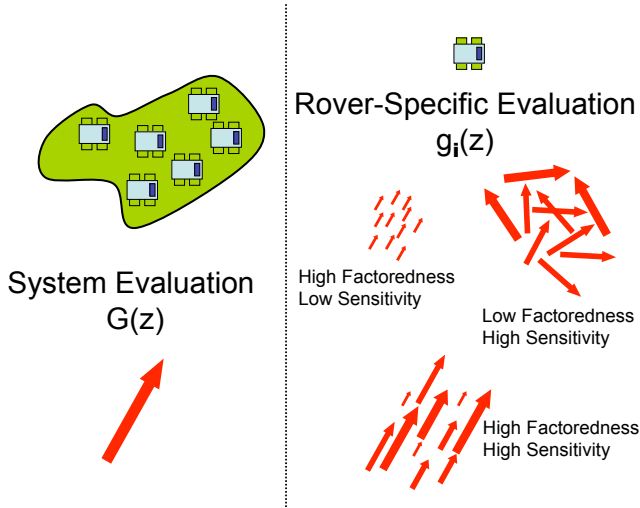 System Evaluation
G(z)
Rover-Specific Evaluation
gi(z)
High Factoredness
Low Sensitivity
Low Factoredness
High Sensitivity
High Factoredness
High Sensitivity